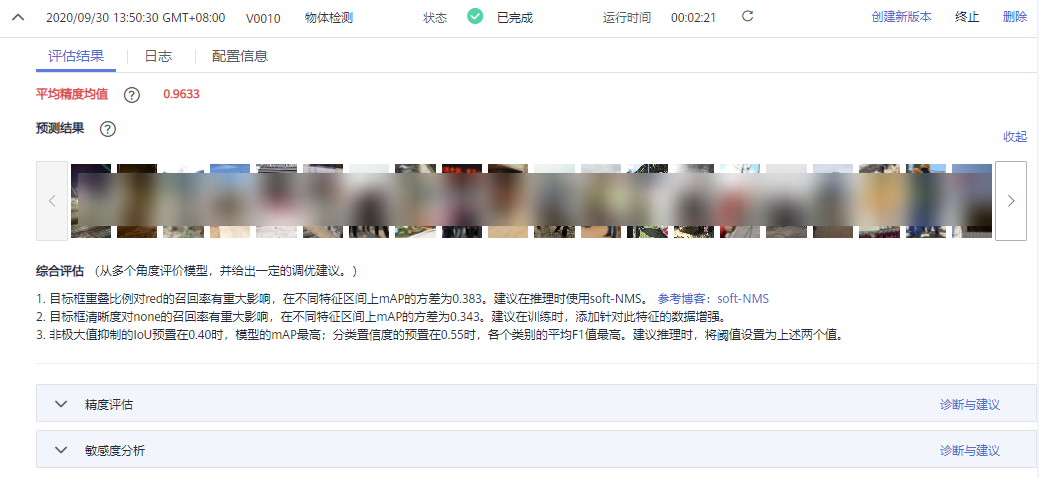 2020/09/30 13:50:30 GMT+08:00 V0010 物体检测 状态 已完成 运行时间 00:02:21 创建新版本 终止 删除
评估结果 日志 配置信息
平均精度均值 ? 0.9633
预测结果 ?
收起
综合评估 （从多个角度评价模型，并给出一定的调优建议。）
1. 目标框重叠比例对red的召回率有重大影响，在不同特征区间上mAP的方差为0.383。建议在推理时使用soft-NMS。 参考博客：soft-NMS
2. 目标框清晰度对none的召回率有重大影响，在不同特征区间上mAP的方差为0.343。建议在训练时，添加针对此特征的数据增强。
3. 非极大值抑制的IoU预置在0.40时，模型的mAP最高；分类置信度的预置在0.55时，各个类别的平均F1值最高。建议推理时，将阈值设置为上述两个值。
精度评估 诊断与建议
敏感度分析 诊断与建议